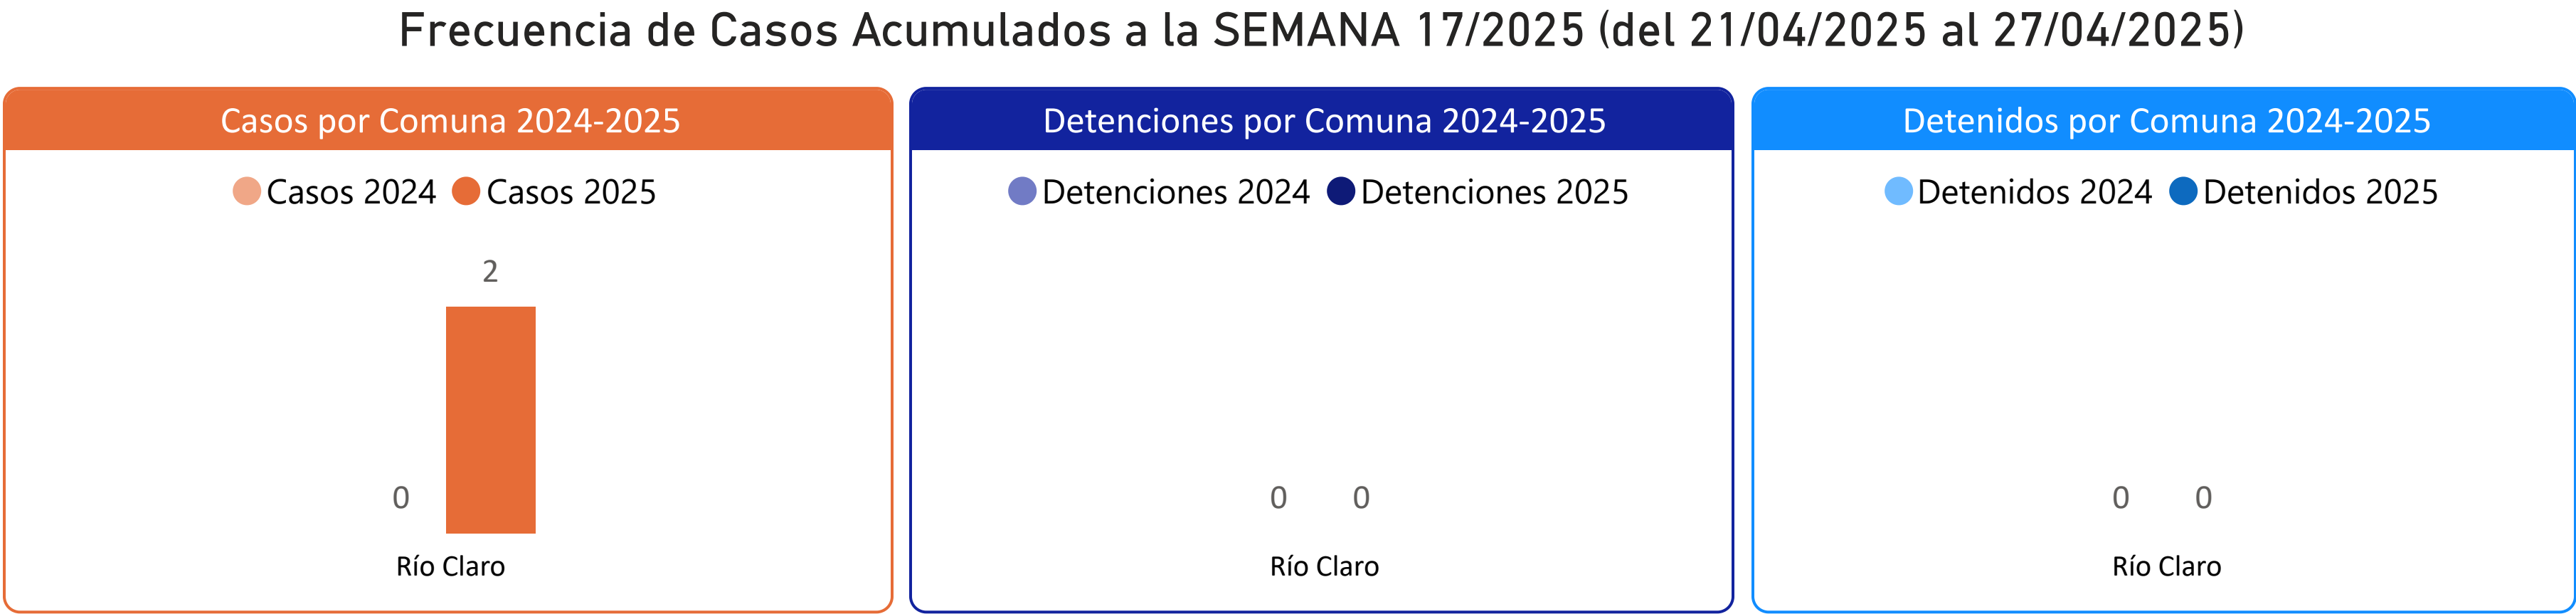 Frecuencia de Casos Acumulados a la SEMANA 17/2025 (del 21/04/2025 al 27/04/2025)
Casos por Comuna 2024-2025
Casos 2024 Casos 2025
2
0
Río Claro
Detenciones por Comuna 2024-2025
Detenciones 2024 Detenciones 2025
0 0
Río Claro
Detenidos por Comuna 2024-2025
Detenidos 2024 Detenidos 2025
0 0
Río Claro